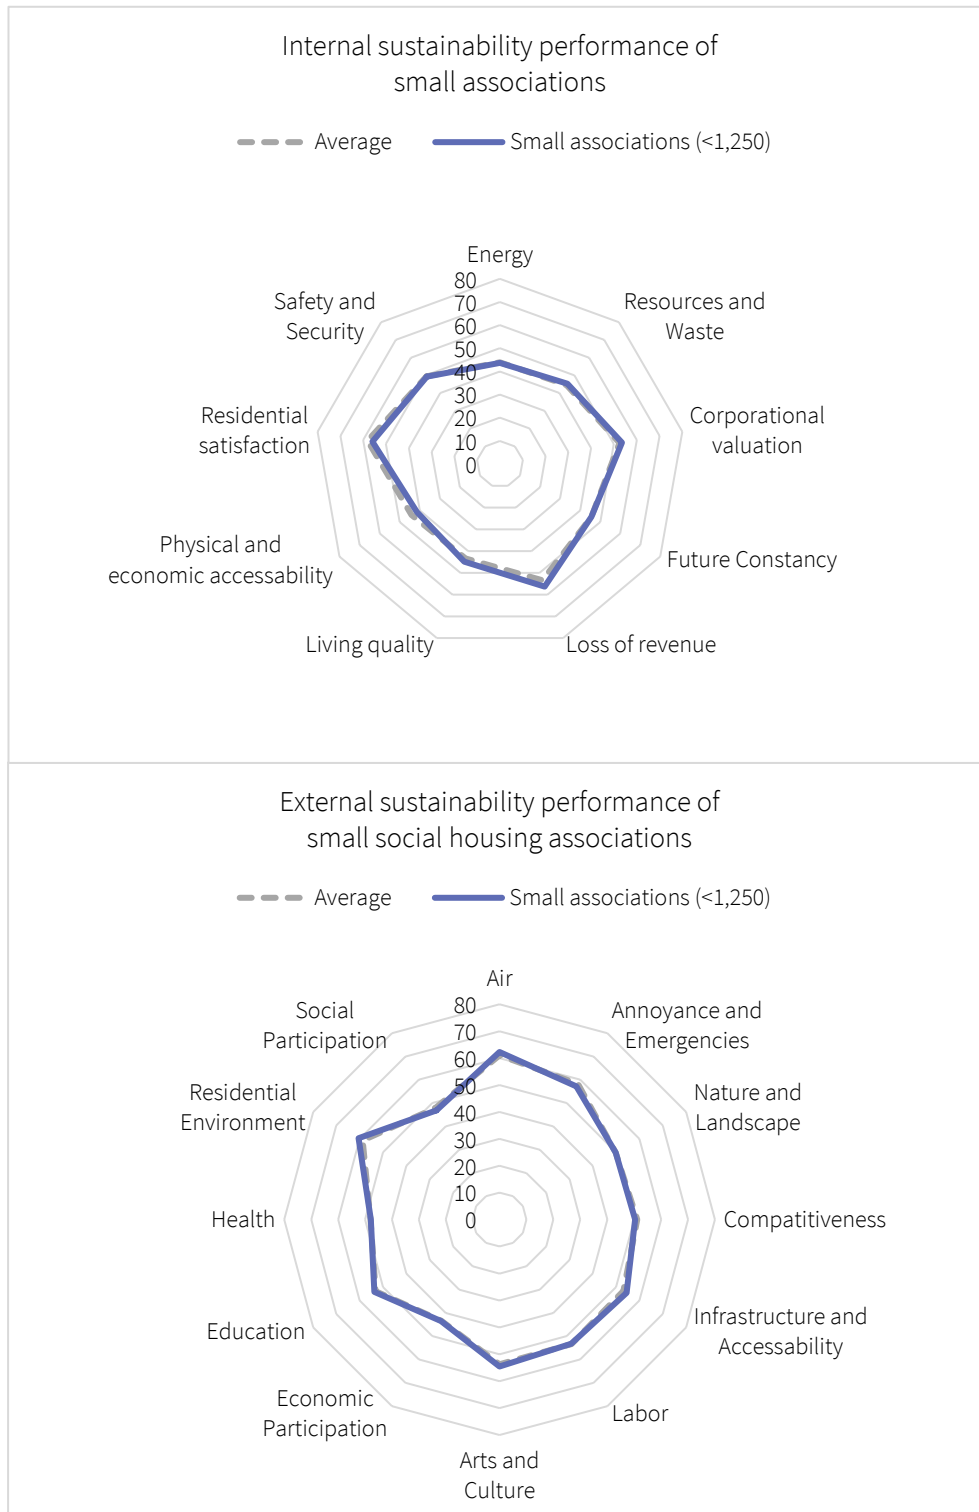 Internal sustainability performance of
small associations
Average
Small associations (<1,250)
Energy
80
70
60
50
40
30
20
10
0
Resources and
Waste
Corporational
valuation
Future Constancy
Loss of revenue
Living quality
Physical and
economic accessability
Residential
satisfaction
Safety and
Security
External sustainability performance of
small social housing associations
Average
Small associations (<1,250)
Air
80
70
60
50
40
30
20
10
0
Annoyance and
Emergencies
Nature and
Landscape
Compatitiveness
Infrastructure and
Accessability
Labor
Arts and
Culture
Economic
Participation
Education
Health
Residential
Environment
Social
Participation